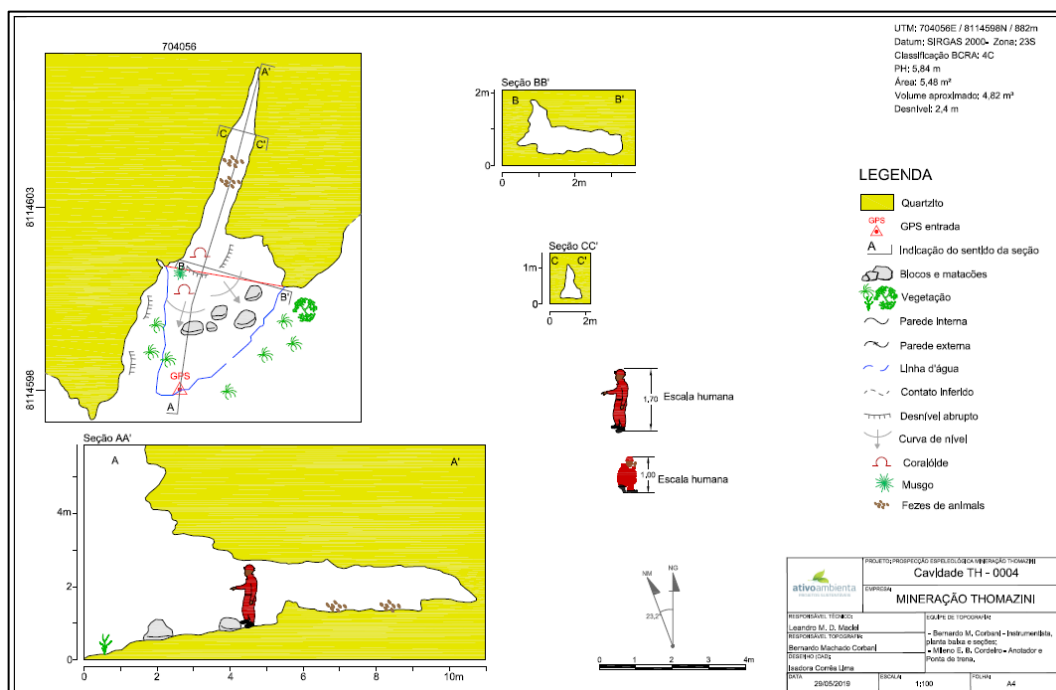 UTM: 704056E / 8114598N / 882m
Datum: SIRGAS 2000- Zona: 23S
Classificação BCRA: 4C
PH: 5,84 m
Área: 5,48 m²
Volume aproximado: 4,82 m³
Desnível: 2,4 m
704056
8114603
8114598
A'
C
C'
B
B'
GPS
A
Seção BB'
B
B'
2
1
0
0
2m
Seção CC'
C
C'
1m
0
0
2m
Seção AA'
A
A'
4m
2
0
0
2
4
6
8
10m
1,70
Escala humana
1,00
Escala humana
LEGENDA
Quartzito
GPS
GPS entrada
A
Indicação do sentido da seção
Blocos e matacões
Vegetação
Parede interna
Parede externa
Linha d'água
Contato inferido
Desnível abrupto
Curva de nível
Coralóide
Musgo
Fezes de animais
NM
NG
23,2°
0
1
2
4m
ativoambienta
PROJETO: PROSPECÇÃO ESPELEOLÓGICA MINERAÇÃO THOMAZINI
Cavidade TH - 0004
EMPRESA:
MINERAÇÃO THOMAZINI
RESPONSÁVEL TÉCNICO:
Leandro M. D. Maciel
RESPONSÁVEL TOPOGRAFIA:
Bernardo Machado Corbani
DESENHO (CAD):
Isadora Corrêa Lima
EQUIPE DE TOPOGRAFIA:
- Bernardo M. Corbani - Instrumentista,
planta baixa e seções;
- Mileno E. B. Cordeiro - Anotador e
Ponta de trena.
DATA
29/05/2019
ESCALA:
1:100
FOLHA:
A4